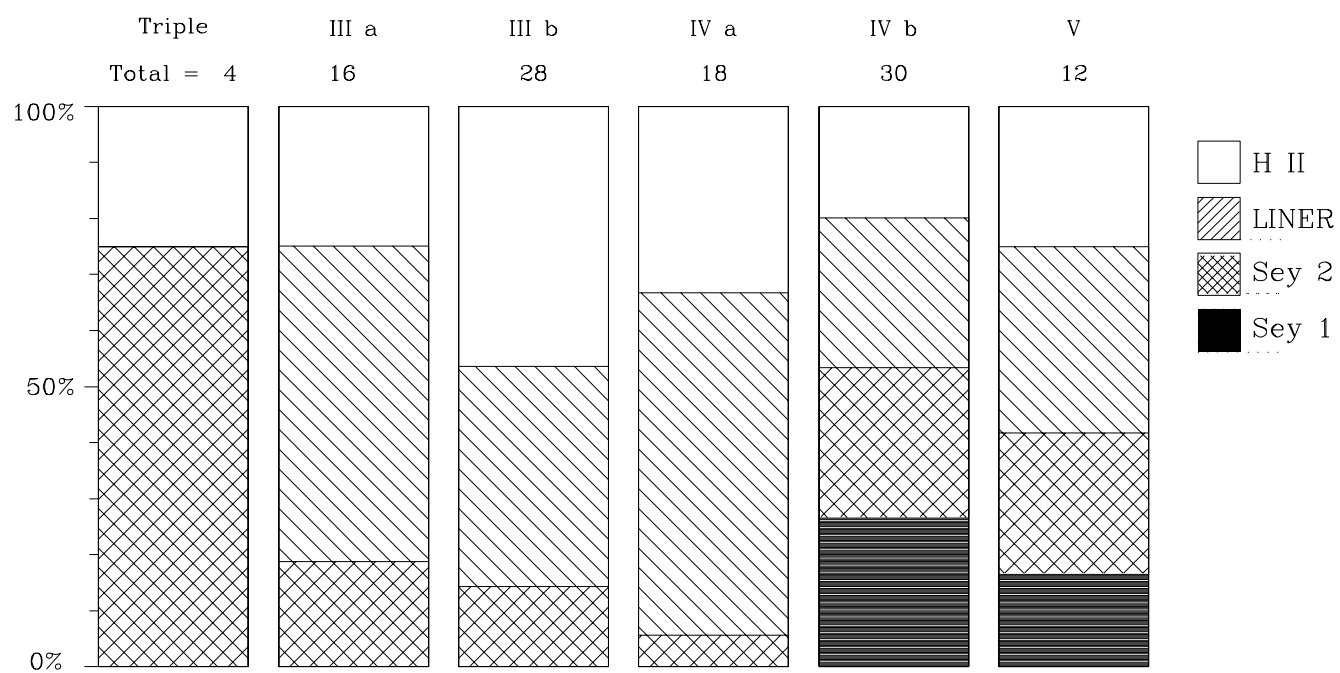 Triple III a III b IV a IV b V
Total = 4 16 28 18 30 12
100%
50%
0%
H II
LINER
Sey 2
Sey 1